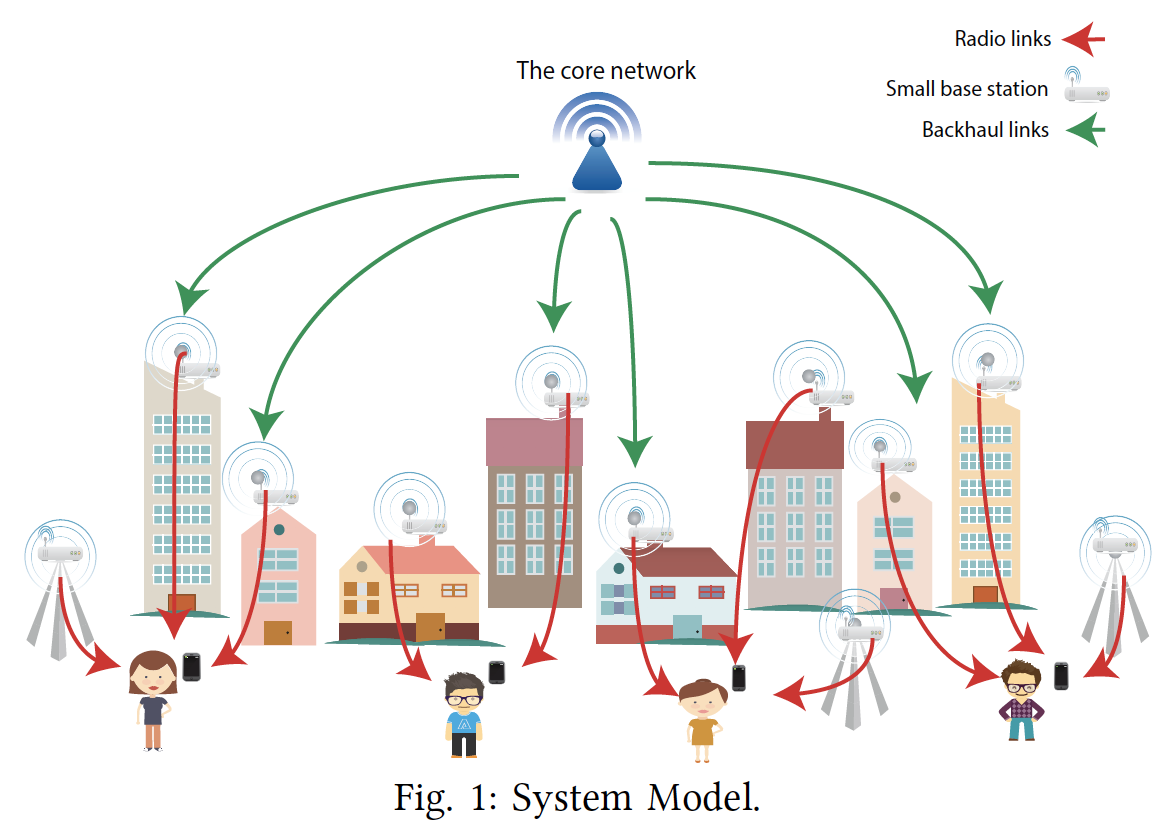 Radio links
The core network
Small base station
Backhaul links
Fig. 1: System Model.